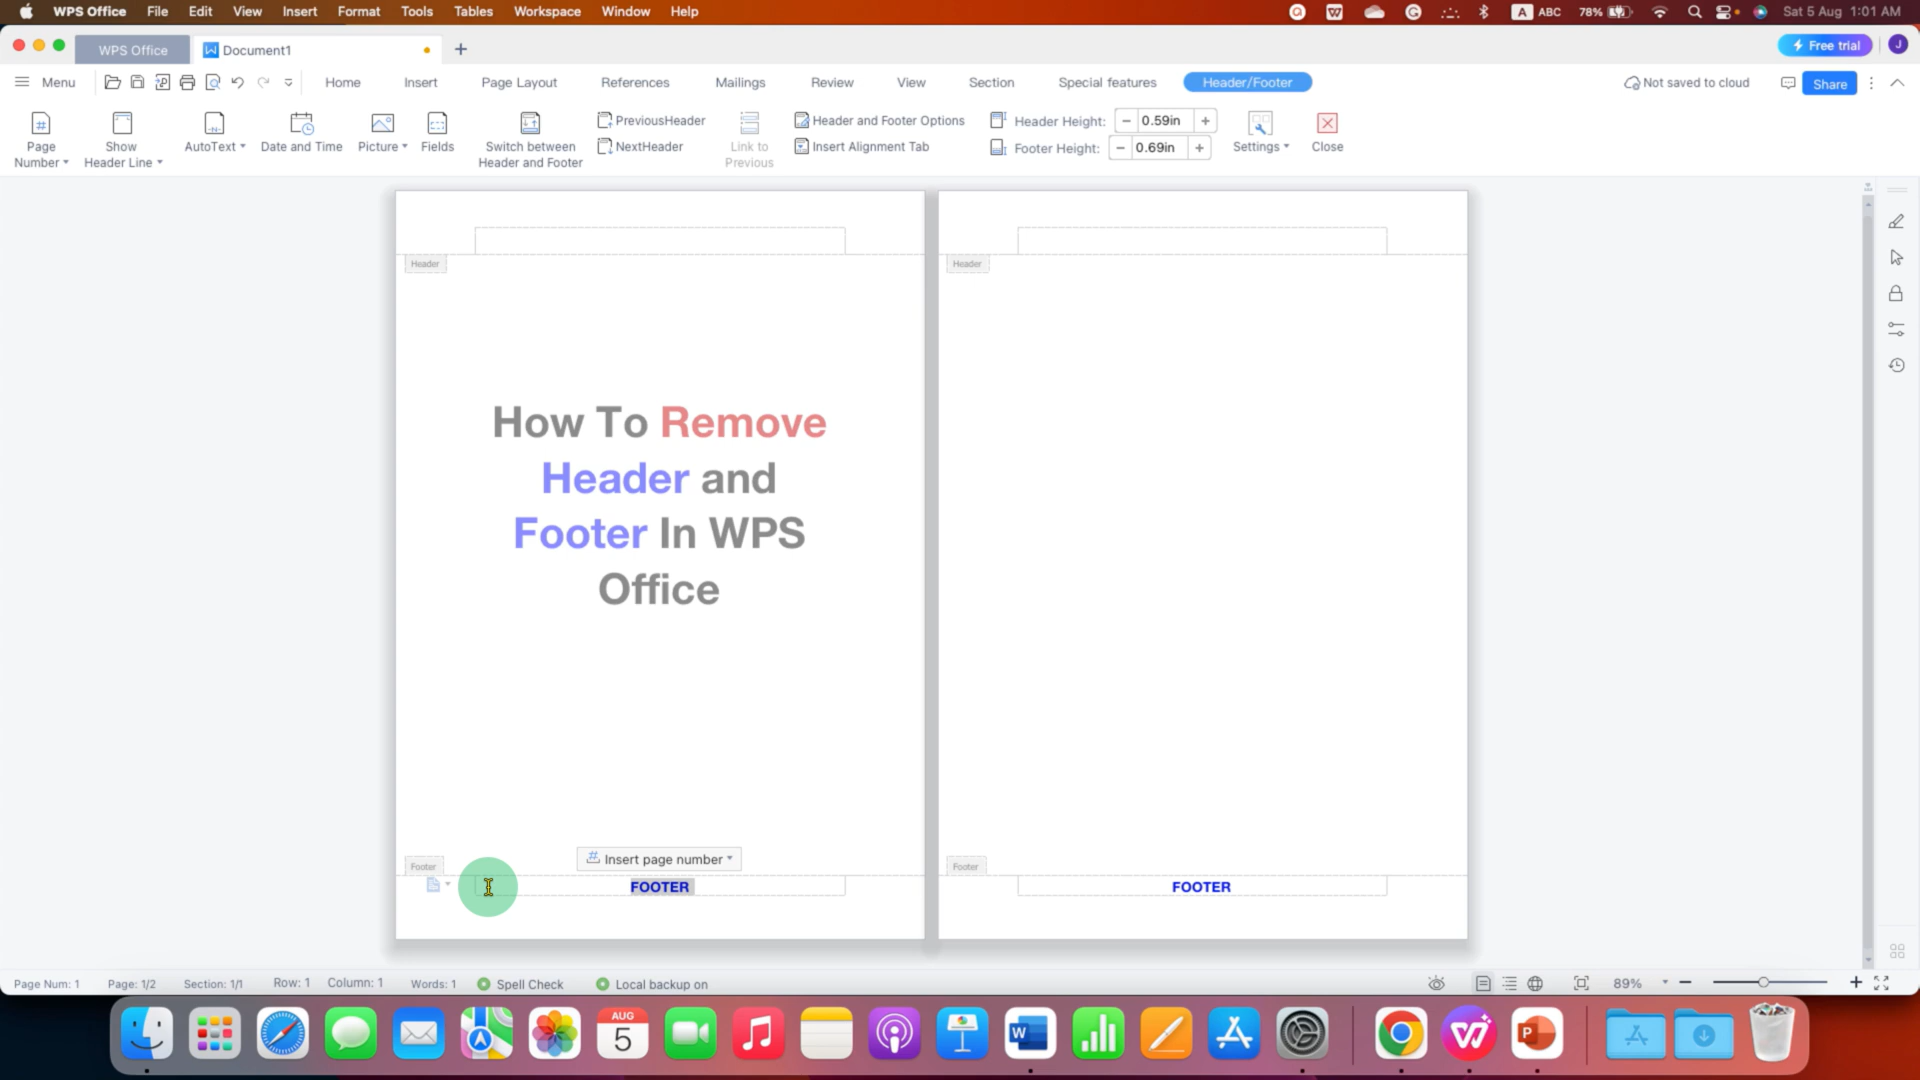 WPS Office File Edit View Insert Format Tools Tables Workspace Window Help
A ABC 78% Sat 5 Aug 1:01 AM
WPS Office Document1 Free trial J
Menu Home Insert Page Layout References Mailings Review View Section Special features Header/Footer Not saved to cloud Share
Page Number
Show Header Line
AutoText
Date and Time
Picture
Fields
Switch between Header and Footer
PreviousHeader
NextHeader
Link to Previous
Header and Footer Options
Insert Alignment Tab
Header Height: 0.59in
Footer Height: 0.69in
Settings
Close
Header
Header
How To Remove
Header and
Footer In WPS
Office
Footer
Insert page number
Footer
FOOTER
FOOTER
Page Num: 1 Page: 1/2 Section: 1/1 Row: 1 Column: 1 Words: 1 Spell Check Local backup on 89%
AUG
5
W
P